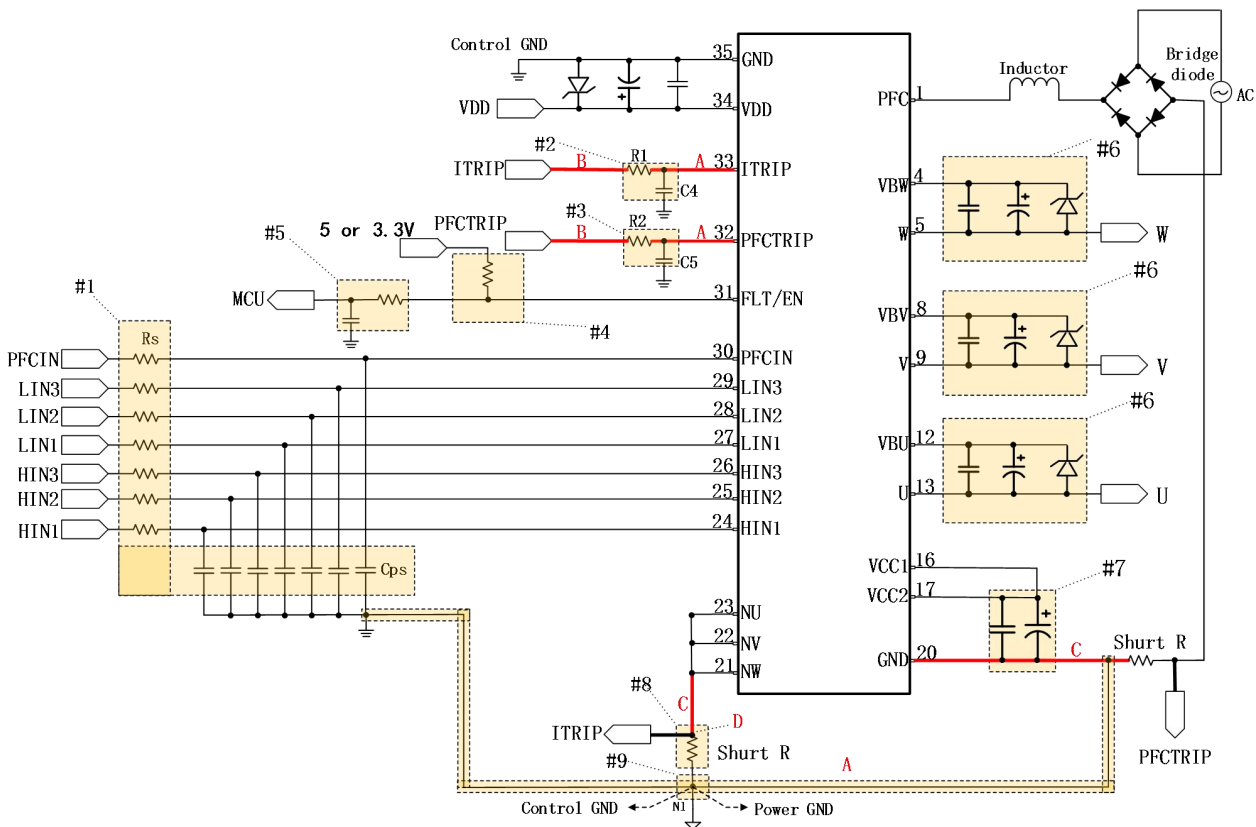 Control GND
VDD
35
GND
34
VDD
#2
ITRIP
B
R1
A
C4
33
ITRIP
#3
PFCTRIP
B
R2
A
C5
32
PFCTRIP
5 or 3.3V
#5
MCU
#4
31
FLT/EN
#1
Rs
PFCIN
30
PFCIN
LIN3
29
LIN3
LIN2
28
LIN2
LIN1
27
LIN1
HIN3
26
HIN3
HIN2
25
HIN2
HIN1
24
HIN1
Cps
23
NU
22
NV
21
NW
C
#8
D
ITRIP
Shurt R
#9
A
Control GND
N1
Power GND
PFC
1
Inductor
Bridge
diode
AC
#6
VBW
4
W
5
W
#6
VBV
8
V
9
V
#6
VBU
12
U
13
U
VCC1
16
#7
VCC2
17
GND
20
C
Shurt R
PFCTRIP